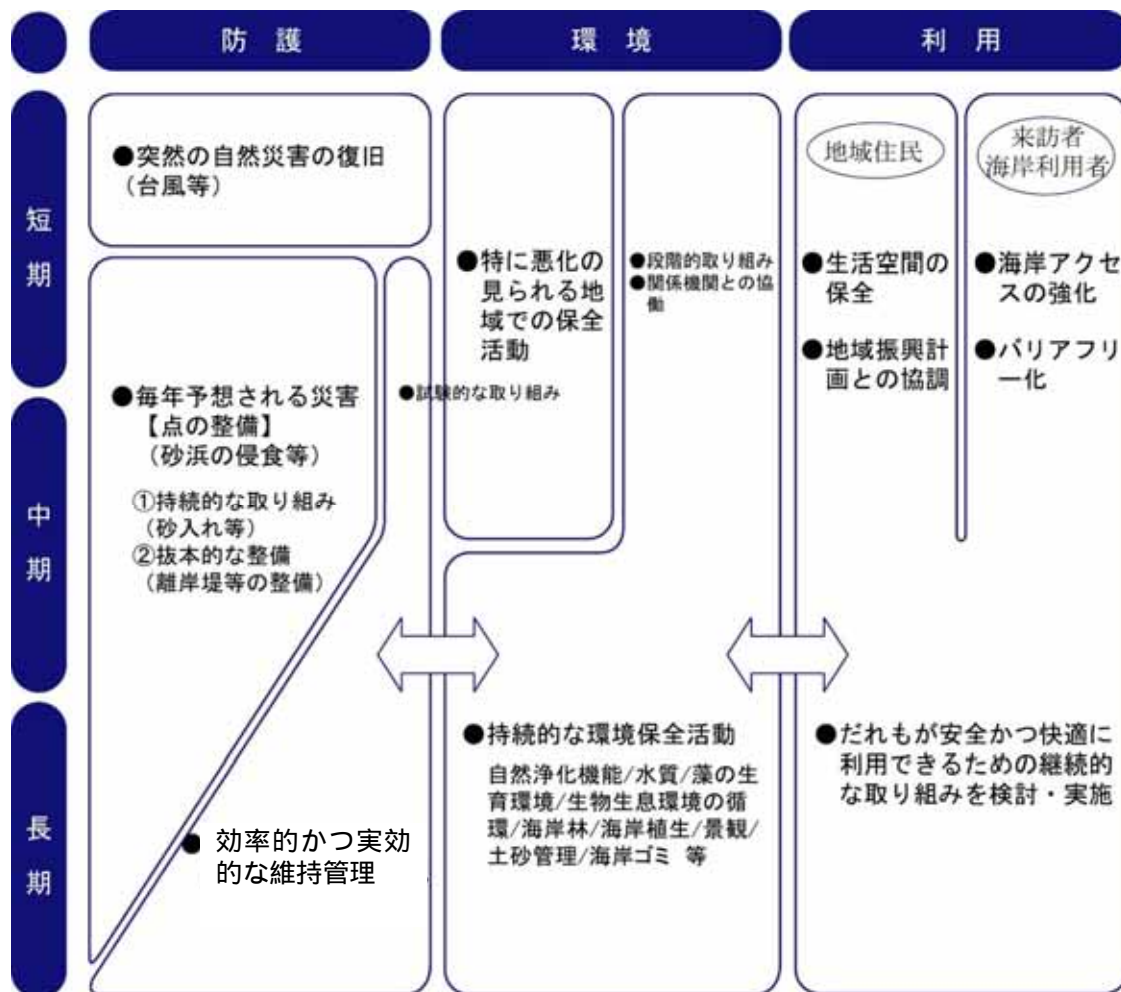 防 護
環 境
利 用
短
期
中
期
長
期
●突然の自然災害の復旧
(台風等)
●毎年予想される災害
【点の整備】
(砂浜の侵食等)
①持続的な取り組み
(砂入れ等)
②抜本的な整備
(離岸堤等の整備)
●試験的な取り組み
● 効率的かつ実効
的な維持管理
●特に悪化の
見られる地
域での保全
活動
●段階的取り組み
●関係機関との協
働
●持続的な環境保全活動
自然浄化機能/水質/藻の生
育環境/生物生息環境の循
環/海岸林/海岸植生/景観/
土砂管理/海岸ゴミ 等
地域住民
●生活空間の
保全
●地域振興計
画との協調
来訪者
海岸利用者
●海岸アクセ
スの強化
●バリアフリ
ー化
●だれもが安全かつ快適に
利用できるための継続的
な取り組みを検討・実施